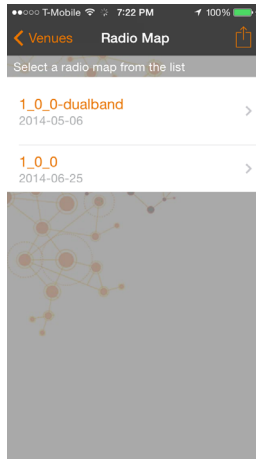 T-Mobile 7:22 PM 100%
Venues Radio Map
Select a radio map from the list
1_0_0-dualband
2014-05-06
1_0_0
2014-06-25